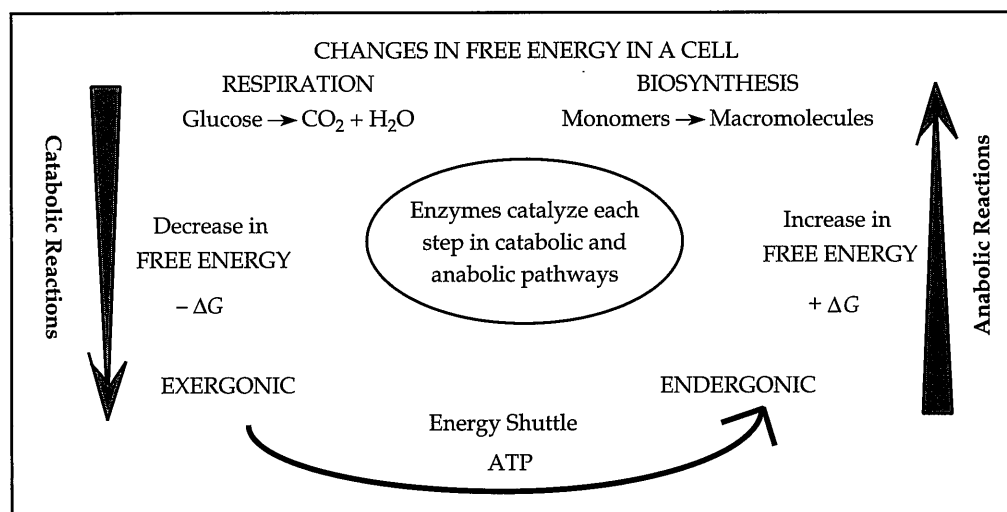 CHANGES IN FREE ENERGY IN A CELL
RESPIRATION
Glucose → CO₂ + H₂O
BIOSYNTHESIS
Monomers → Macromolecules
Catabolic Reactions
Decrease in
FREE ENERGY
– ΔG
Enzymes catalyze each
step in catabolic and
anabolic pathways
Increase in
FREE ENERGY
+ ΔG
Anabolic Reactions
EXERGONIC
ENDERGONIC
Energy Shuttle
ATP